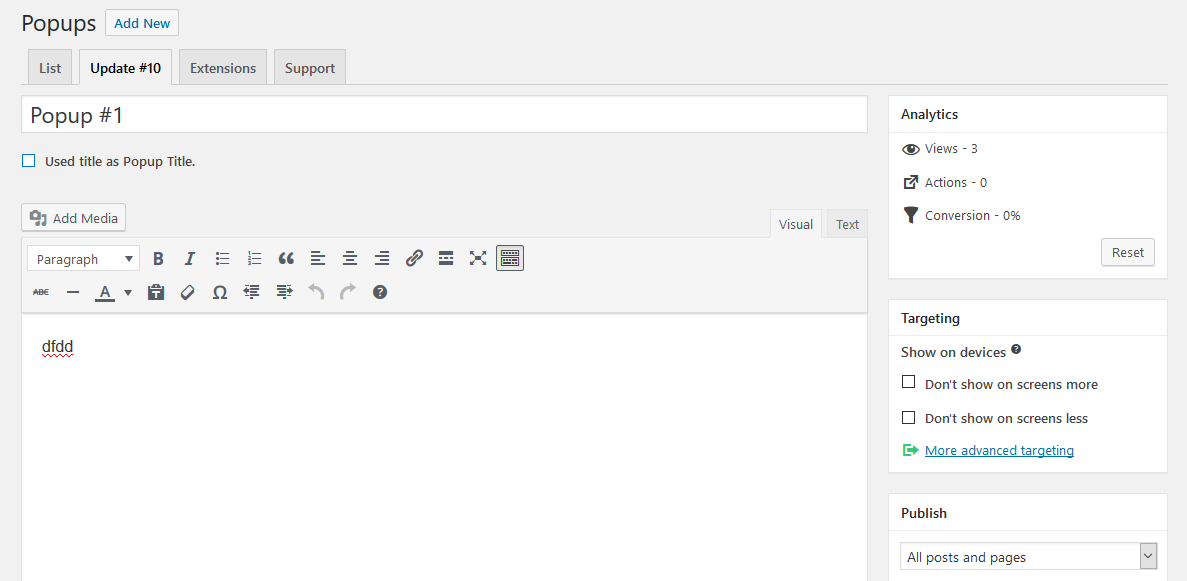 Popups Add New
List Update #10 Extensions Support
Popup #1
Used title as Popup Title.
Add Media
Visual Text
Paragraph B I
ABC A Ω
dfdd
Analytics
Views - 3
Actions - 0
Conversion - 0%
Reset
Targeting
Show on devices
Don't show on screens more
Don't show on screens less
More advanced targeting
Publish
All posts and pages